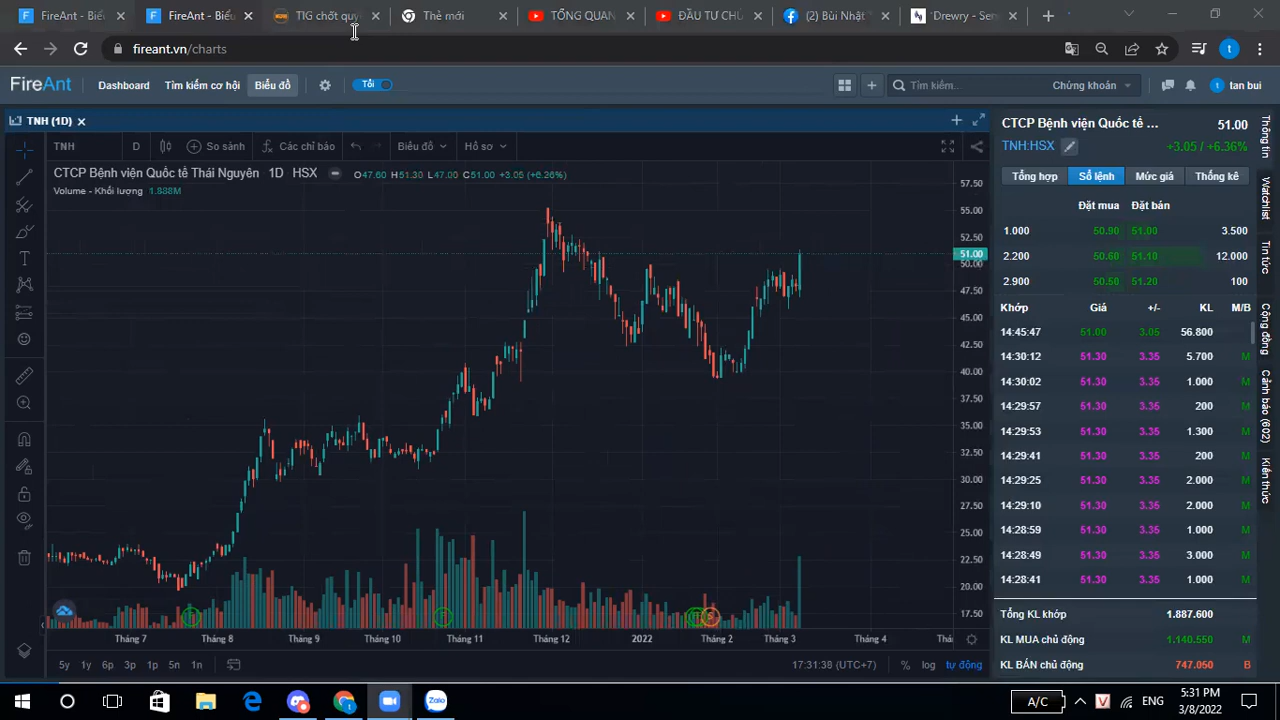 FireAnt - Biểu
FireAnt - Biểu
TIG chốt quy
Thẻ mới
TỔNG QUAN
ĐẦU TƯ CHỨ
(2) Bùi Nhật
Drewry - Ser
fireant.vn/charts
t
FireAnt
Dashboard
Tìm kiếm cơ hội
Biểu đồ
Tối
Tìm kiếm...
Chứng khoán
t
tan bui
TNH (1D)
TNH
D
So sánh
Các chỉ báo
Biểu đồ
Hồ sơ
CTCP Bệnh viện Quốc tế Thái Nguyên 1D HSX
O47.60 H51.30 L47.00 C51.00 +3.05 (+6.26%)
Volume - Khối lượng 1.888M
57.50
55.00
52.50
51.00
50.00
47.50
45.00
42.50
40.00
37.50
35.00
32.50
30.00
27.50
25.00
22.50
20.00
17.50
Tháng 7
Tháng 8
Tháng 9
Tháng 10
Tháng 11
Tháng 12
2022
Tháng 2
Tháng 3
Tháng 4
5y 1y 6p 3p 1p 5n 1n
17:31:38 (UTC+7)
% log tự động
CTCP Bệnh viện Quốc tế ...
51.00
TNH:HSX
+3.05 / +6.36%
Tổng hợp
Sổ lệnh
Mức giá
Thống kê
Đặt mua Đặt bán
1.000 50.90 51.00 3.500
2.200 50.60 51.10 12.000
2.900 50.50 51.20 100
Khớp Giá +/- KL M/B
14:45:47 51.00 3.05 56.800
14:30:12 51.30 3.35 5.700 M
14:30:02 51.30 3.35 1.000 M
14:29:57 51.30 3.35 200 M
14:29:53 51.30 3.35 1.300 M
14:29:41 51.30 3.35 200 M
14:29:25 51.30 3.35 2.000 M
14:29:10 51.30 3.35 2.000 M
14:28:59 51.30 3.35 1.000 M
14:28:49 51.30 3.35 3.000 M
14:28:41 51.30 3.35 1.000 M
Tổng KL khớp 1.887.600
KL MUA chủ động 1.140.550 M
KL BÁN chủ động 747.050 B
Thông tin
Watchlist
Tin tức
Cộng đồng
Cảnh báo (602)
Kiến thức
Zalo
A/C
V
ENG
5:31 PM
3/8/2022